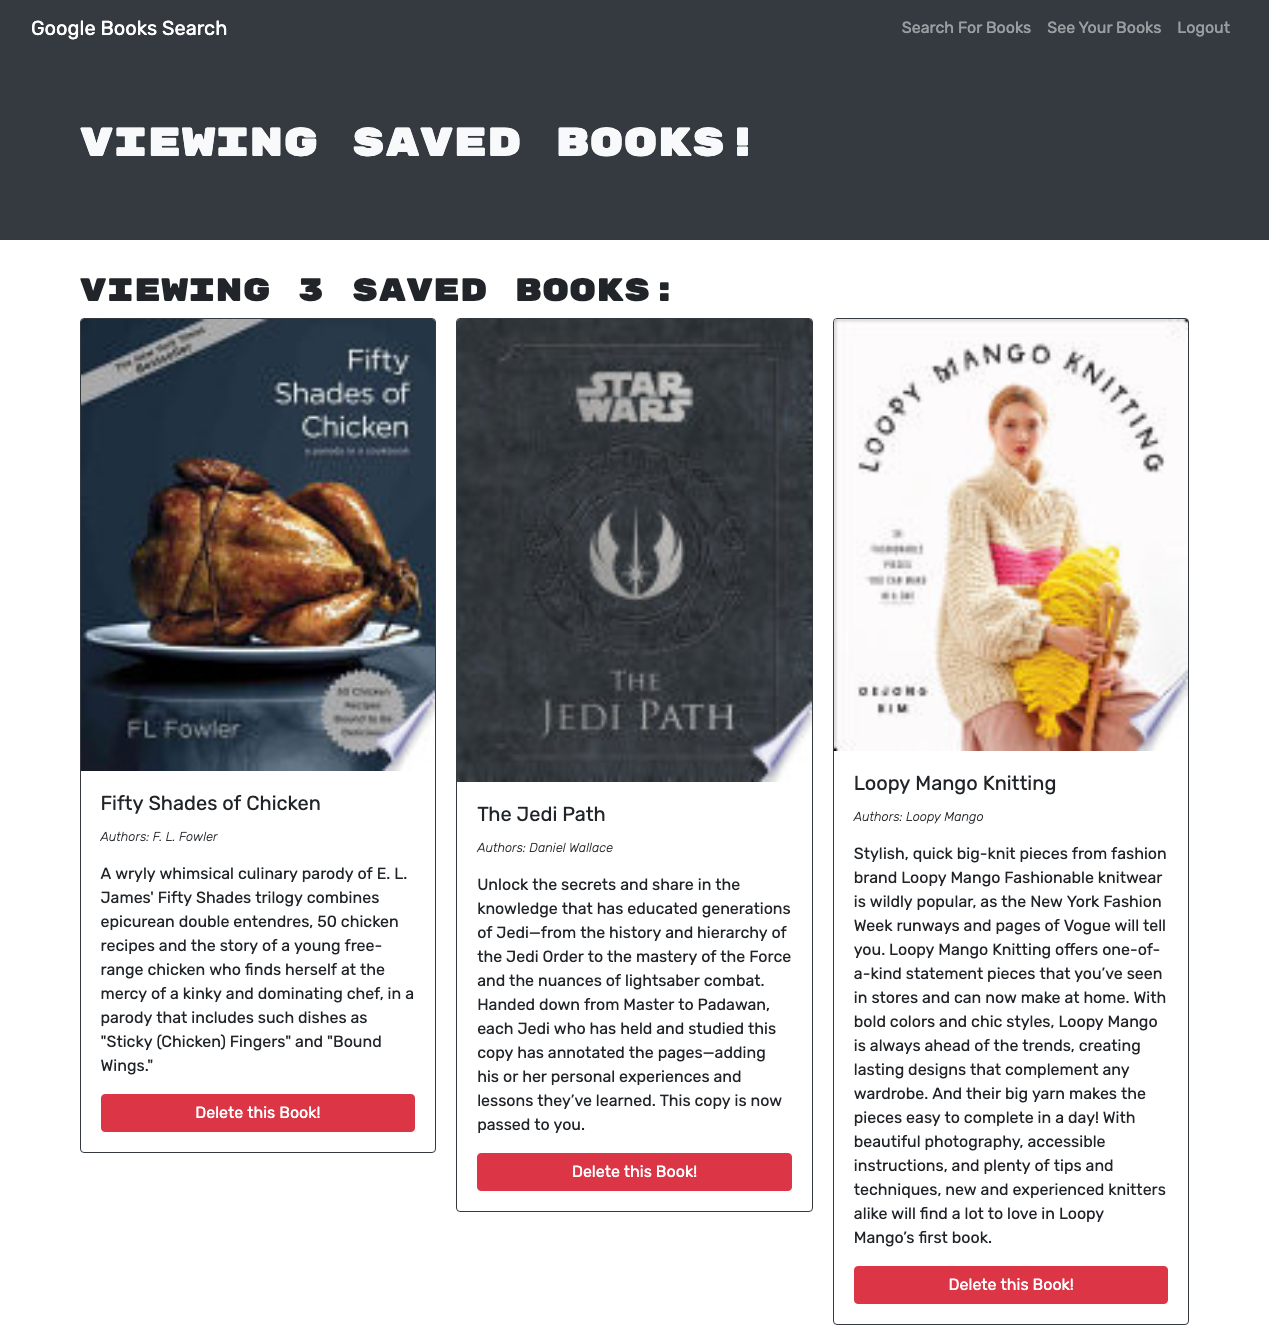 Google Books Search
Search For Books See Your Books Logout
VIEWING SAVED BOOKS!
VIEWING 3 SAVED BOOKS:
The New York Times
Bestseller
Fifty
Shades of
Chicken
a parody in a cookbook
50 Chicken
Recipes
Bound to Be
Delicious
FL Fowler
Fifty Shades of Chicken
Authors: F. L. Fowler
A wryly whimsical culinary parody of E. L.
James' Fifty Shades trilogy combines
epicurean double entendres, 50 chicken
recipes and the story of a young free-
range chicken who finds herself at the
mercy of a kinky and dominating chef, in a
parody that includes such dishes as
"Sticky (Chicken) Fingers" and "Bound
Wings."
Delete this Book!
STAR
WARS
THE
JEDI PATH
The Jedi Path
Authors: Daniel Wallace
Unlock the secrets and share in the
knowledge that has educated generations
of Jedi—from the history and hierarchy of
the Jedi Order to the mastery of the Force
and the nuances of lightsaber combat.
Handed down from Master to Padawan,
each Jedi who has held and studied this
copy has annotated the pages—adding
his or her personal experiences and
lessons they’ve learned. This copy is now
passed to you.
Delete this Book!
LOOPY MANGO KNITTING
FASHIONABLE
PIECES
YOU CAN MAKE
IN A DAY
OEJONG
KIM
Loopy Mango Knitting
Authors: Loopy Mango
Stylish, quick big-knit pieces from fashion
brand Loopy Mango Fashionable knitwear
is wildly popular, as the New York Fashion
Week runways and pages of Vogue will tell
you. Loopy Mango Knitting offers one-of-
a-kind statement pieces that you’ve seen
in stores and can now make at home. With
bold colors and chic styles, Loopy Mango
is always ahead of the trends, creating
lasting designs that complement any
wardrobe. And their big yarn makes the
pieces easy to complete in a day! With
beautiful photography, accessible
instructions, and plenty of tips and
techniques, new and experienced knitters
alike will find a lot to love in Loopy
Mango’s first book.
Delete this Book!